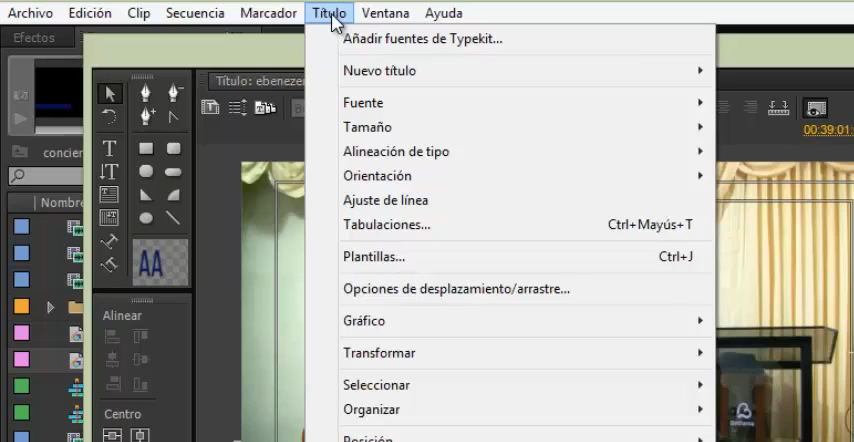 Archivo Edición Clip Secuencia Marcador Título Ventana Ayuda
Efectos
Añadir fuentes de Typekit...
Título: ebenezer
Nuevo título
Fuente
00:39:01:
Tamaño
concier
Alineación de tipo
Orientación
Nombre
Ajuste de línea
Tabulaciones... Ctrl+Mayús+T
Plantillas... Ctrl+J
AA
Opciones de desplazamiento/arrastre...
Alinear
Gráfico
Transformar
Seleccionar
Organizar
Centro
Posición